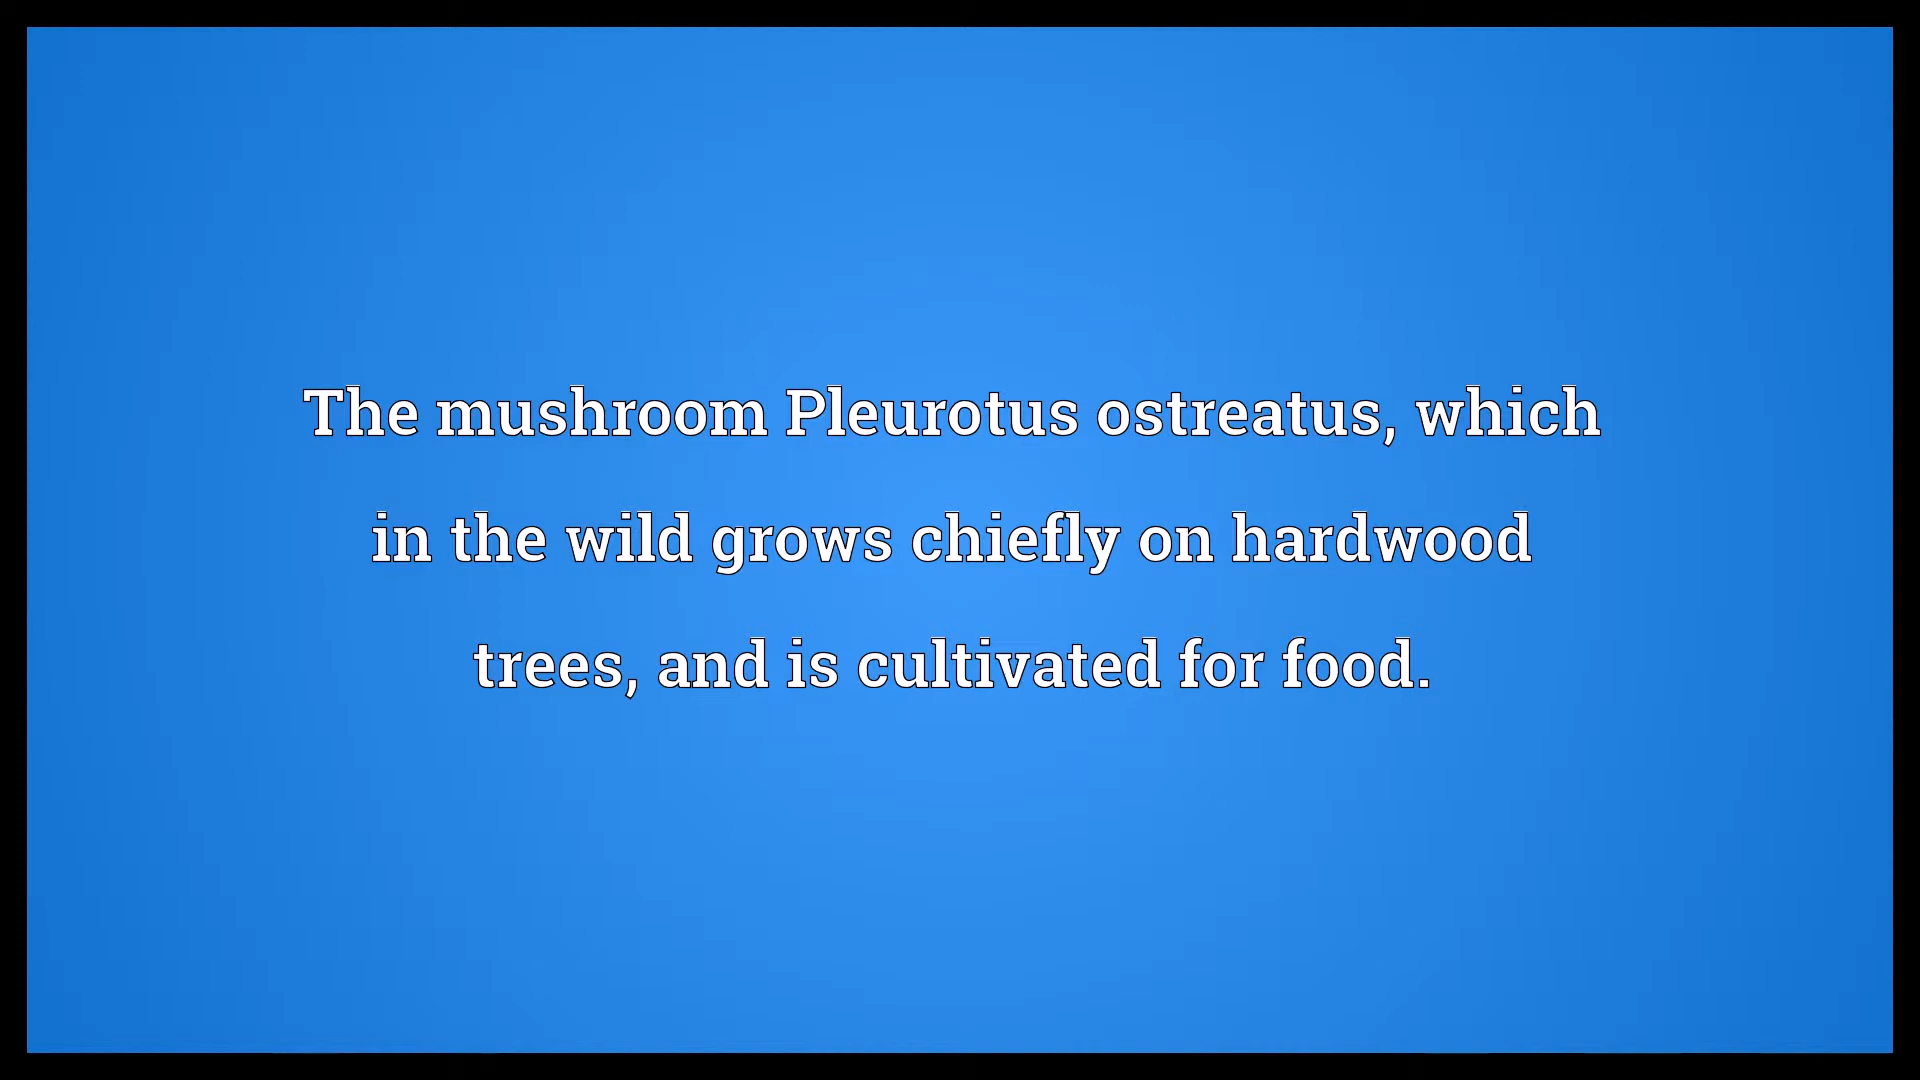 The mushroom Pleurotus ostreatus, which
in the wild grows chiefly on hardwood
trees, and is cultivated for food.